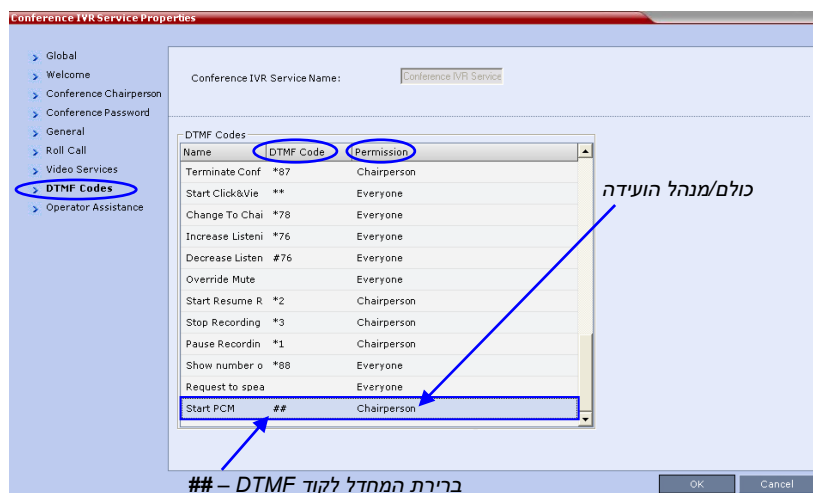 Conference IVR Service Properties
Global
Welcome
Conference Chairperson
Conference Password
General
Roll Call
Video Services
DTMF Codes
Operator Assistance
Conference IVR Service Name: Conference IVR Service
DTMF Codes
Name DTMF Code Permission
Terminate Conf *87 Chairperson
Start Click&Vie ** Everyone
Change To Chai *78 Everyone
Increase Listeni *76 Everyone
Decrease Listen #76 Everyone
Override Mute Everyone
Start Resume R *2 Chairperson
Stop Recording *3 Chairperson
Pause Recordin *1 Chairperson
Show number o *88 Everyone
Request to spea Everyone
Start PCM ## Chairperson
כולם/מנהל הועידה
ברירת המחדל לקוד DTMF – ##
OK Cancel